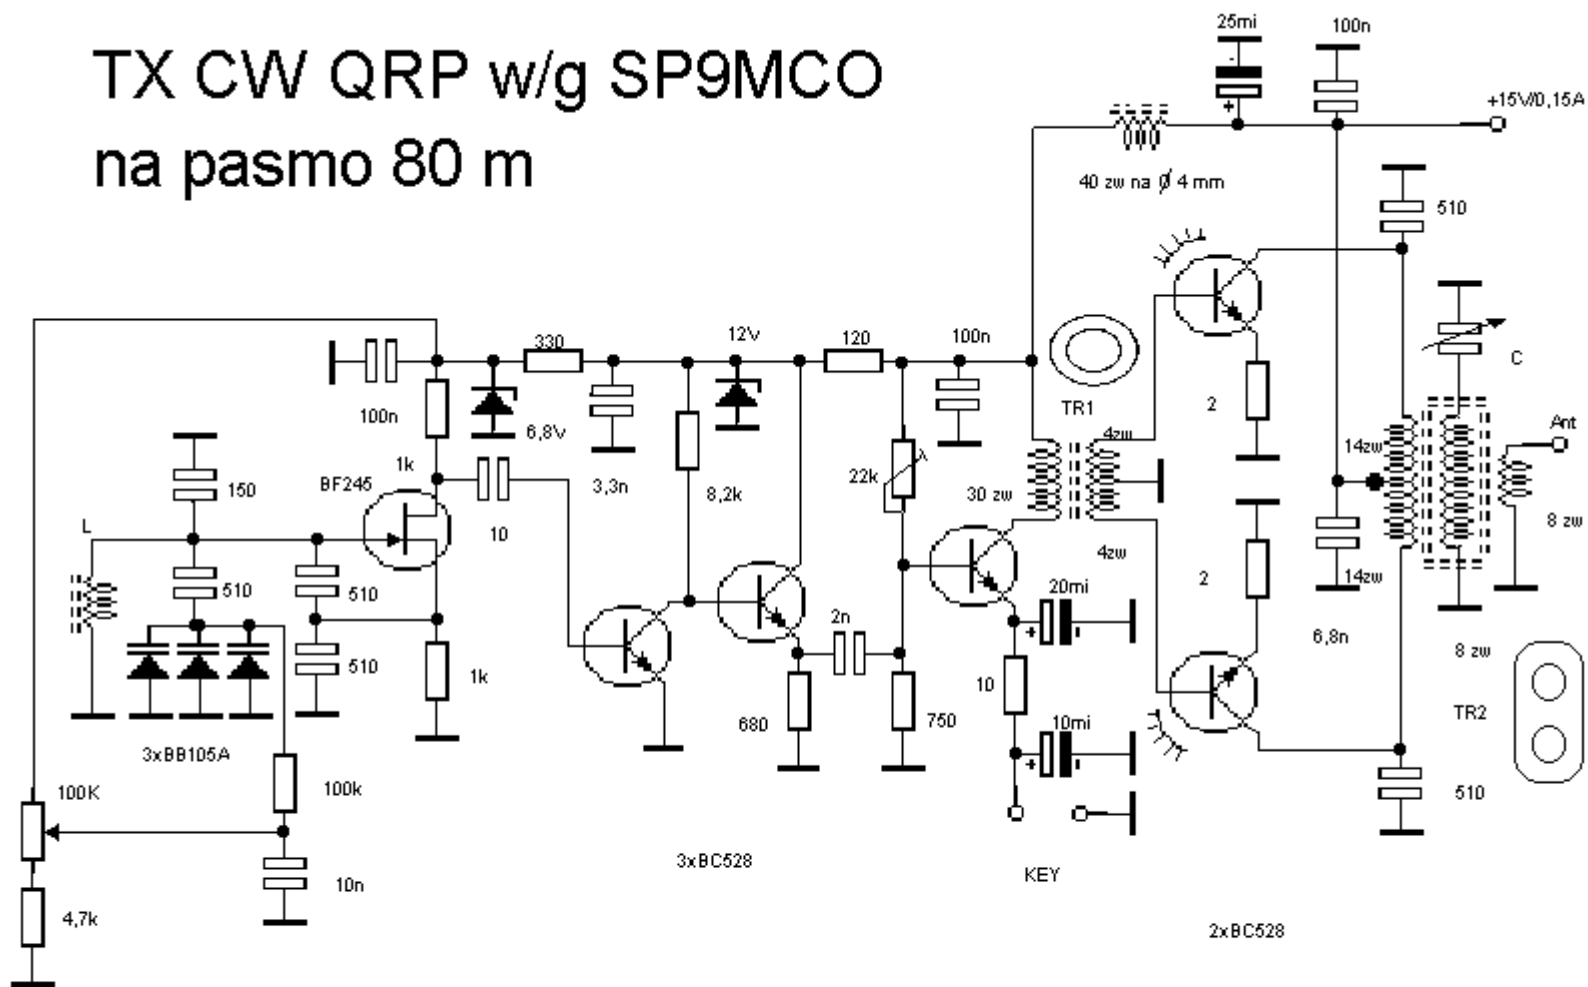 TX CW QRP w/g SP9MCO
na pasmo 80 m
25mi
100n
+15V/0,15A
40 zw na Ø 4 mm
510
330
12V
120
100n
TR1
2
C
100n
6,8V
4zw
14zw
Ant
1k
BF245
150
3,3n
8,2k
22k
30 zw
L
10
8 zw
510
510
4zw
2
14zw
2n
20mi
6,8n
510
1k
10
8 zw
680
750
10mi
TR2
3xBB105A
100K
100k
510
3xBC528
KEY
10n
4,7k
2xBC528